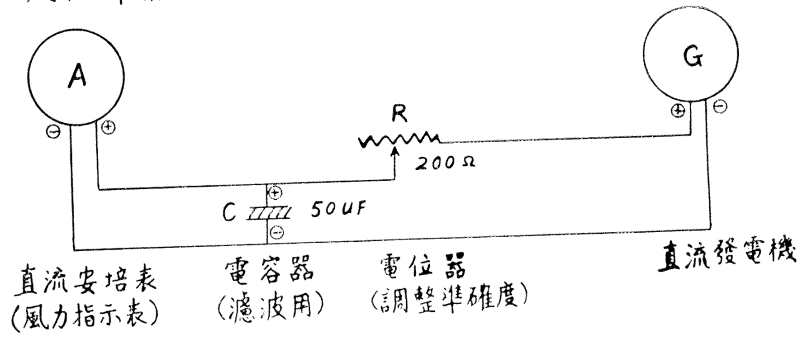 A
G
⊖ ⊕
⊕ ⊖
R
200Ω
⊕
C 50UF
⊖
直流安培表
(風力指示表)
電容器
(濾波用)
電位器
(調整準確度)
直流發電機